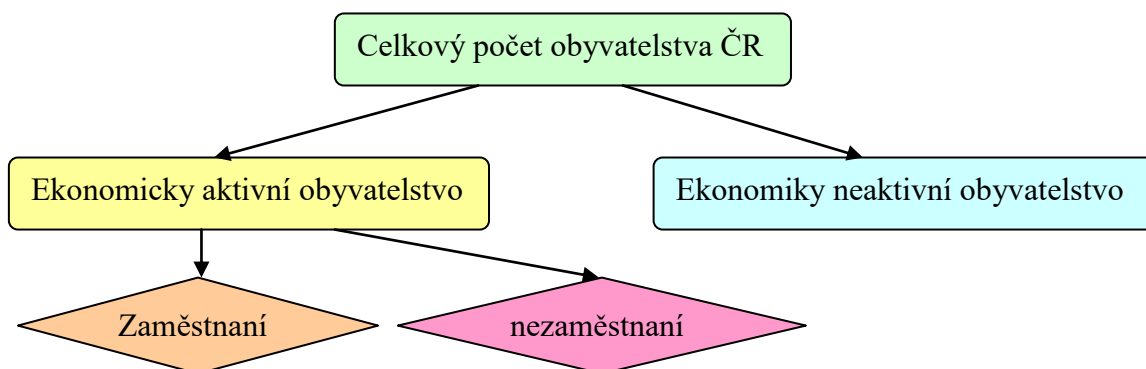 Celkový počet obyvatelstva ČR
Ekonomicky aktivní obyvatelstvo
Ekonomiky neaktivní obyvatelstvo
Zaměstnaní
nezaměstnaní